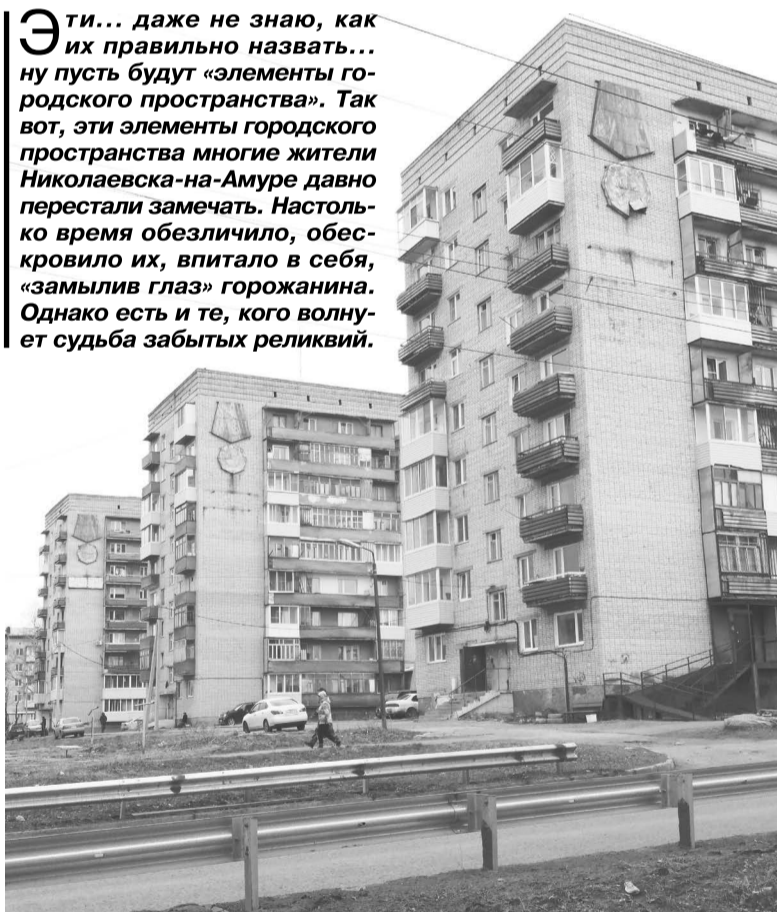 Эти... даже не знаю, как
их правильно назвать...
ну пусть будут «элементы го-
родского пространства». Так
вот, эти элементы городского
пространства многие жители
Николаевска-на-Амуре давно
перестали замечать. Настоль-
ко время обезличило, обес-
кровило их, впитало в себя,
«замылив глаз» горожанина.
Однако есть и те, кого волну-
ет судьба забытых реликвий.